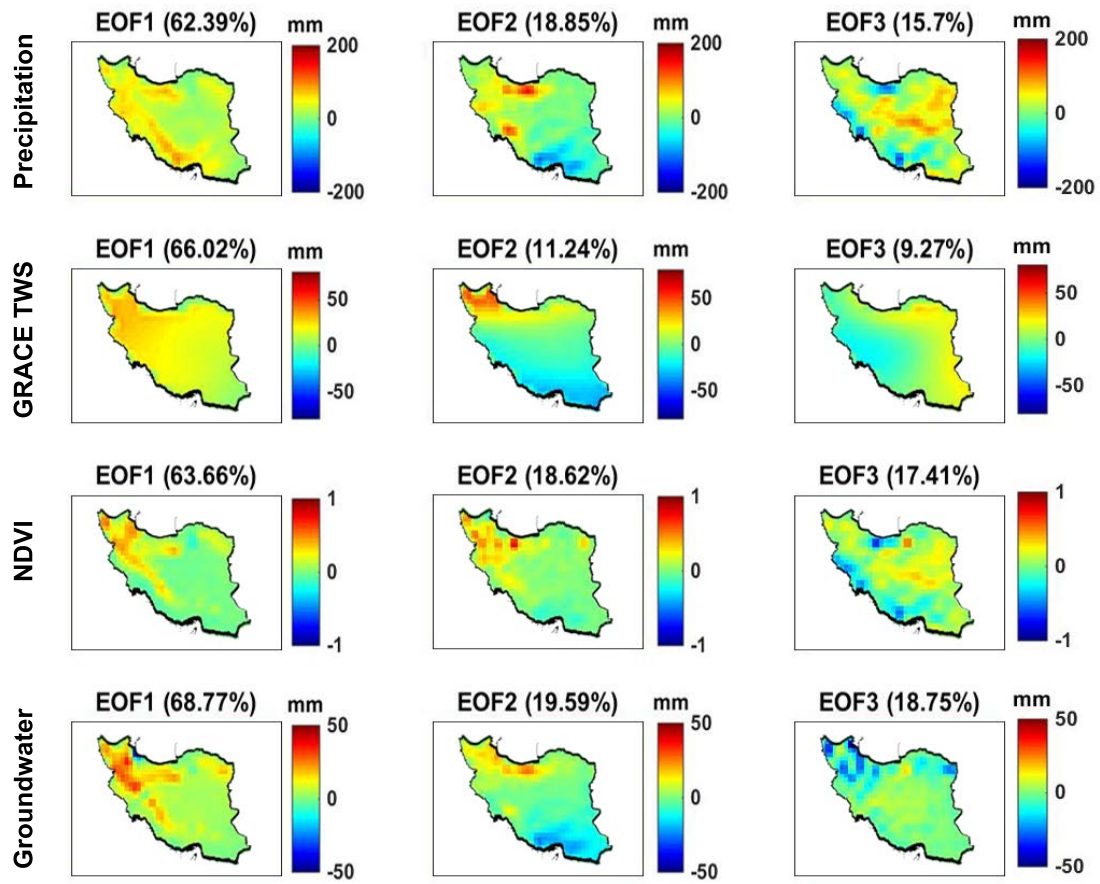 Precipitation
EOF1 (62.39%)
200
0
-200
EOF2 (18.85%)
mm
200
0
-200
EOF3 (15.7%)
mm
200
0
-200
mm
GRACE TWS
EOF1 (66.02%)
mm
50
0
-50
EOF2 (11.24%)
mm
50
0
-50
EOF3 (9.27%)
mm
50
0
-50
NDVI
EOF1 (63.66%)
1
0
-1
EOF2 (18.62%)
1
0
-1
EOF3 (17.41%)
1
0
-1
Groundwater
EOF1 (68.77%)
mm
50
0
-50
EOF2 (19.59%)
mm
50
0
-50
EOF3 (18.75%)
mm
50
0
-50